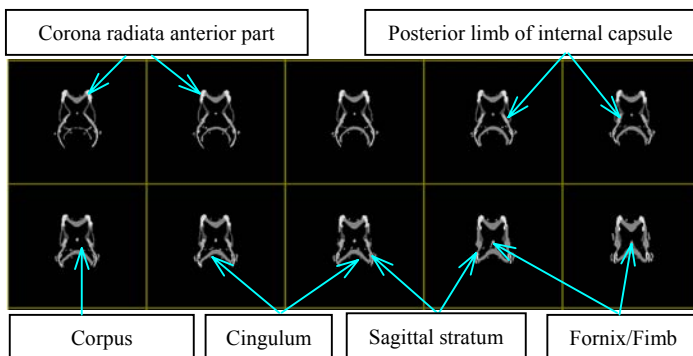 Corona radiata anterior part
Posterior limb of internal capsule
Corpus
Cingulum
Sagittal stratum
Fornix/Fimb